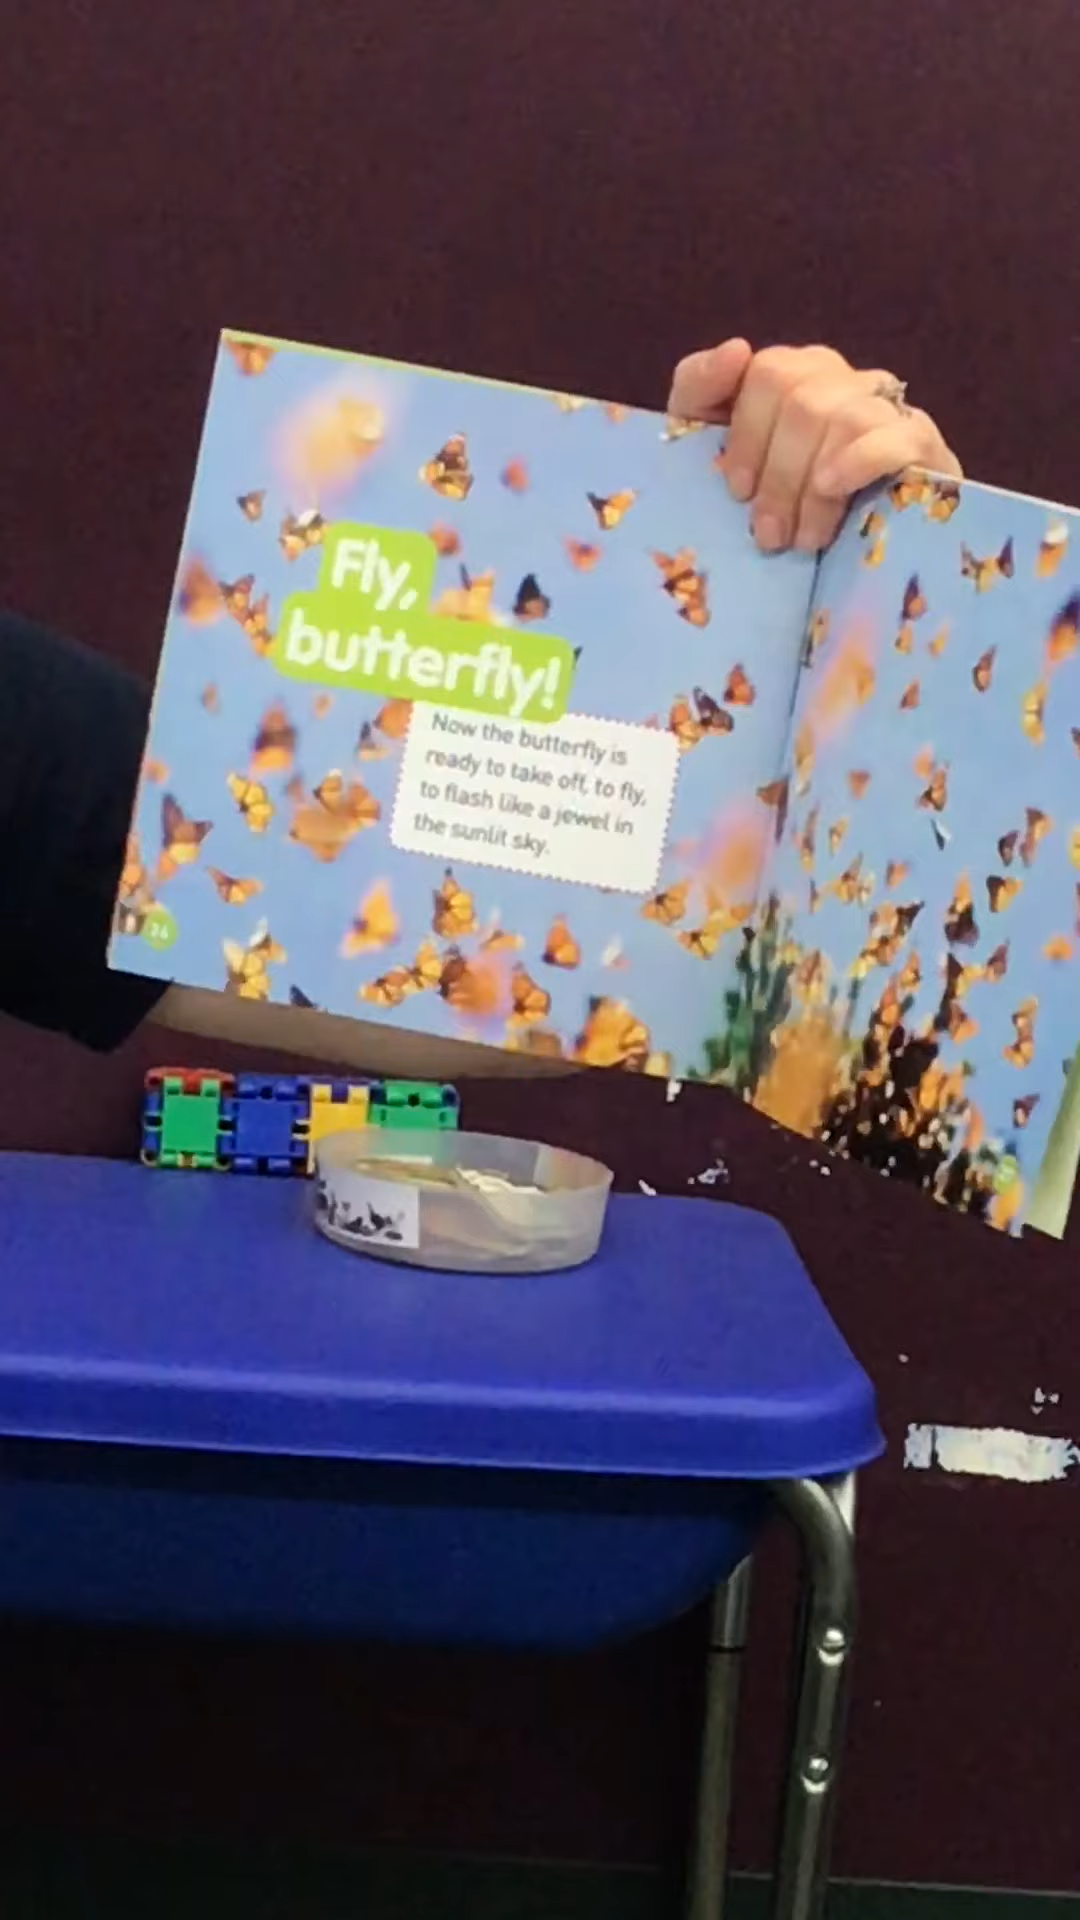 Fly,
butterfly!
Now the butterfly is
ready to take off, to fly,
to flash like a jewel in
the sunlit sky.
24